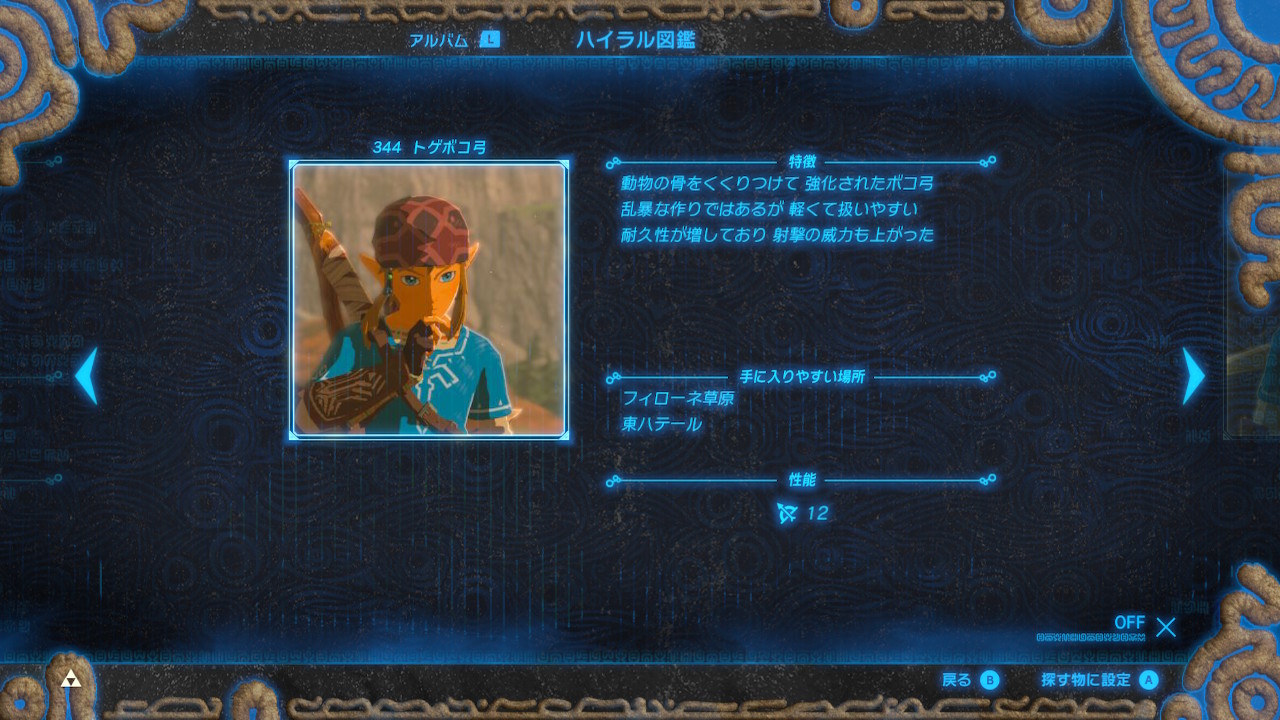 アルバム L
ハイラル図鑑
344 トゲボコ弓
特徴
動物の骨をくくりつけて 強化されたボコ弓
乱暴な作りではあるが 軽くて扱いやすい
耐久性が増しており 射撃の威力も上がった
手に入りやすい場所
フィローネ草原
東ハテール
性能
12
OFF
戻る B
探す物に設定 A